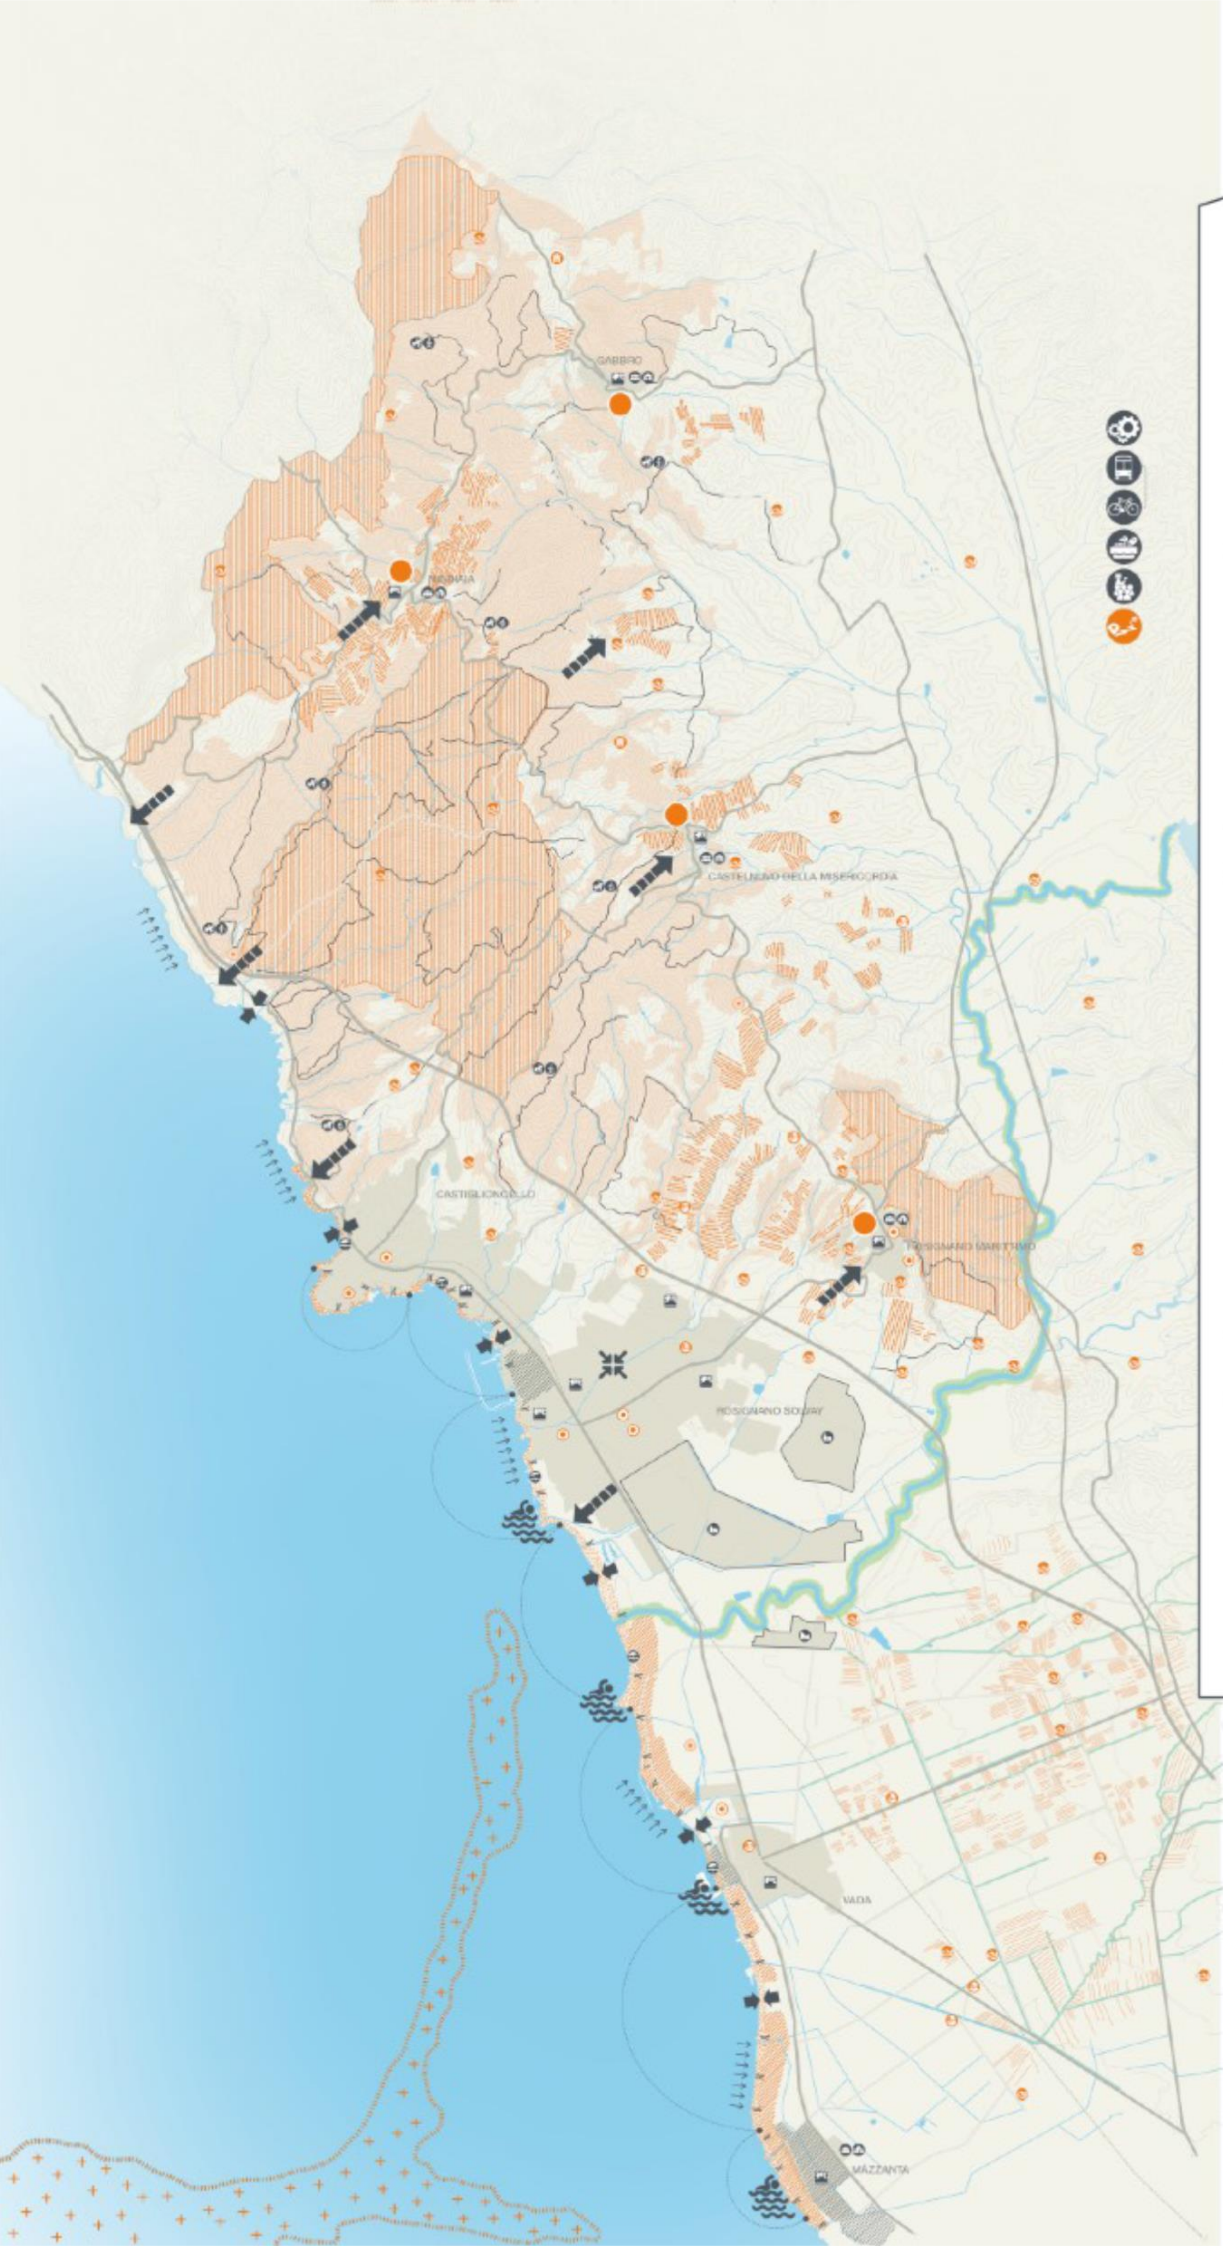 GABBRO
NIBBIAIA
CASTELNUOVO DELLA MISERICORDIA
CASTIGLIONCELLO
ROSIGNANO MARITTIMO
ROSIGNANO SOLVAY
VADA
MAZZANTA